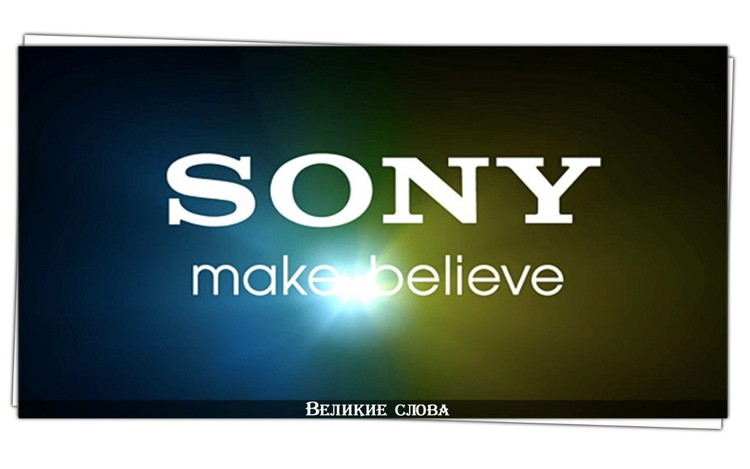 SONY
make.believe
Великие слова